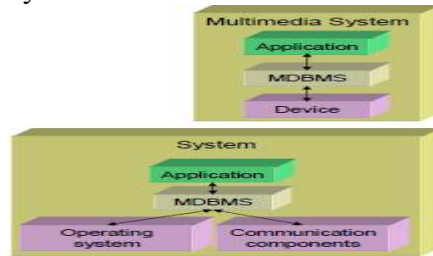 Multimedia System
Application
MDBMS
Device
System
Application
MDBMS
Operating system
Communication components